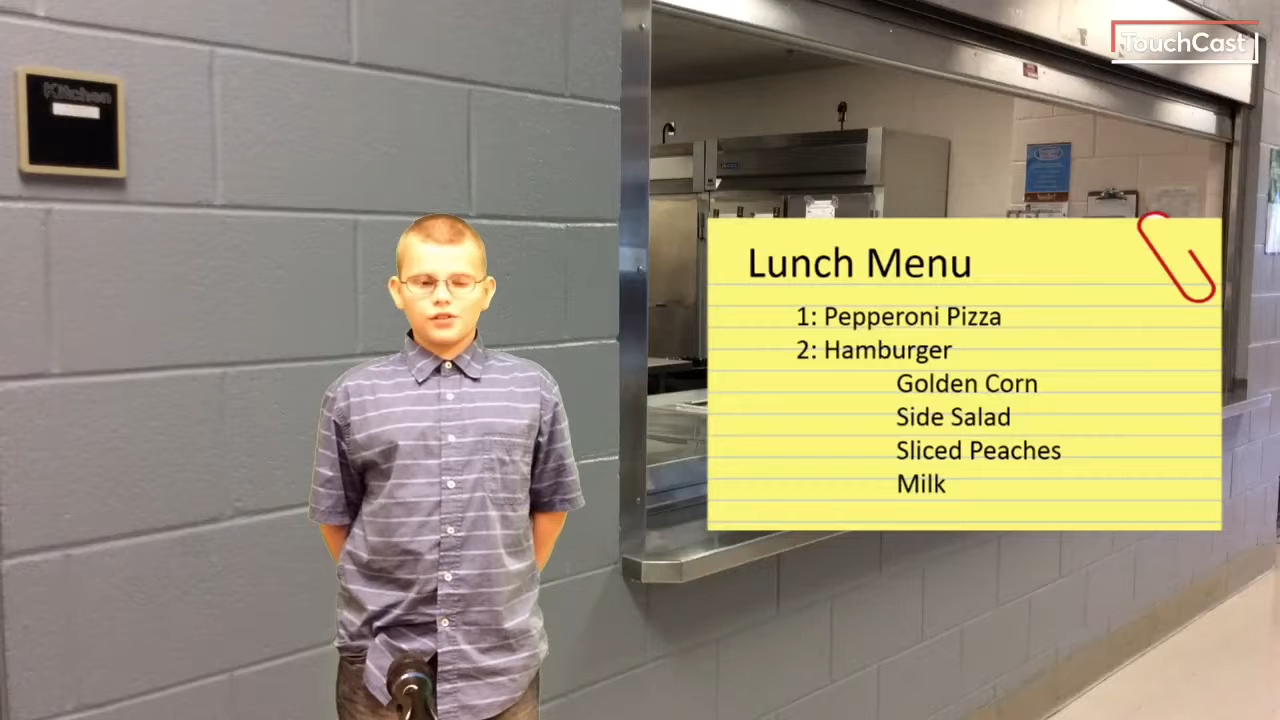 Kitchen
TouchCast
Lunch Menu
1: Pepperoni Pizza
2: Hamburger
Golden Corn
Side Salad
Sliced Peaches
Milk